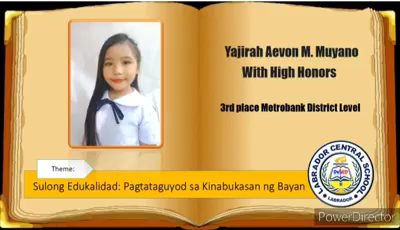 Yajirah Aevon M. Muyano
With High Honors
3rd place Metrobank District Level
Theme:
Sulong Edukalidad: Pagtataguyod sa Kinabukasan ng Bayan
LABRADOR CENTRAL SCHOOL
LABRADOR
PowerDirector